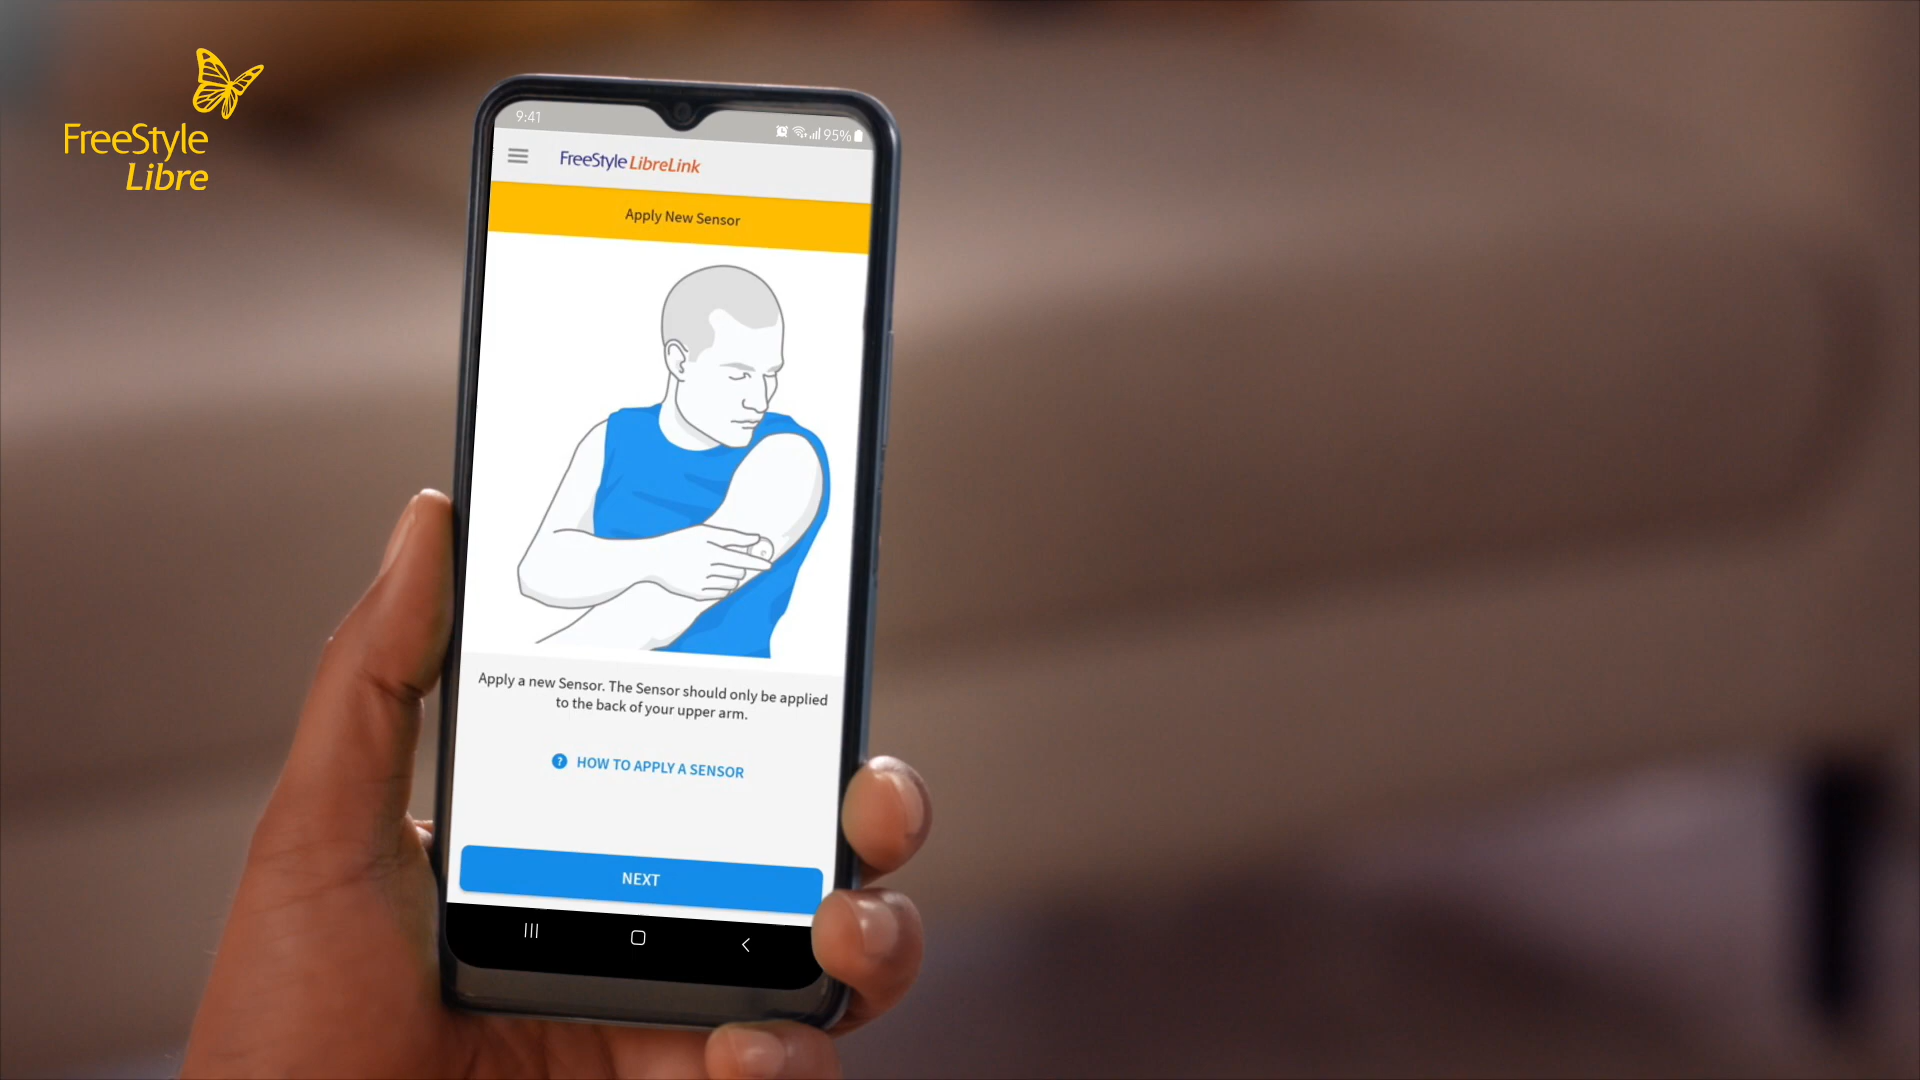 FreeStyle
Libre
9:41
95%
FreeStyle LibreLink
Apply New Sensor
Apply a new Sensor. The Sensor should only be applied
to the back of your upper arm.
? HOW TO APPLY A SENSOR
NEXT